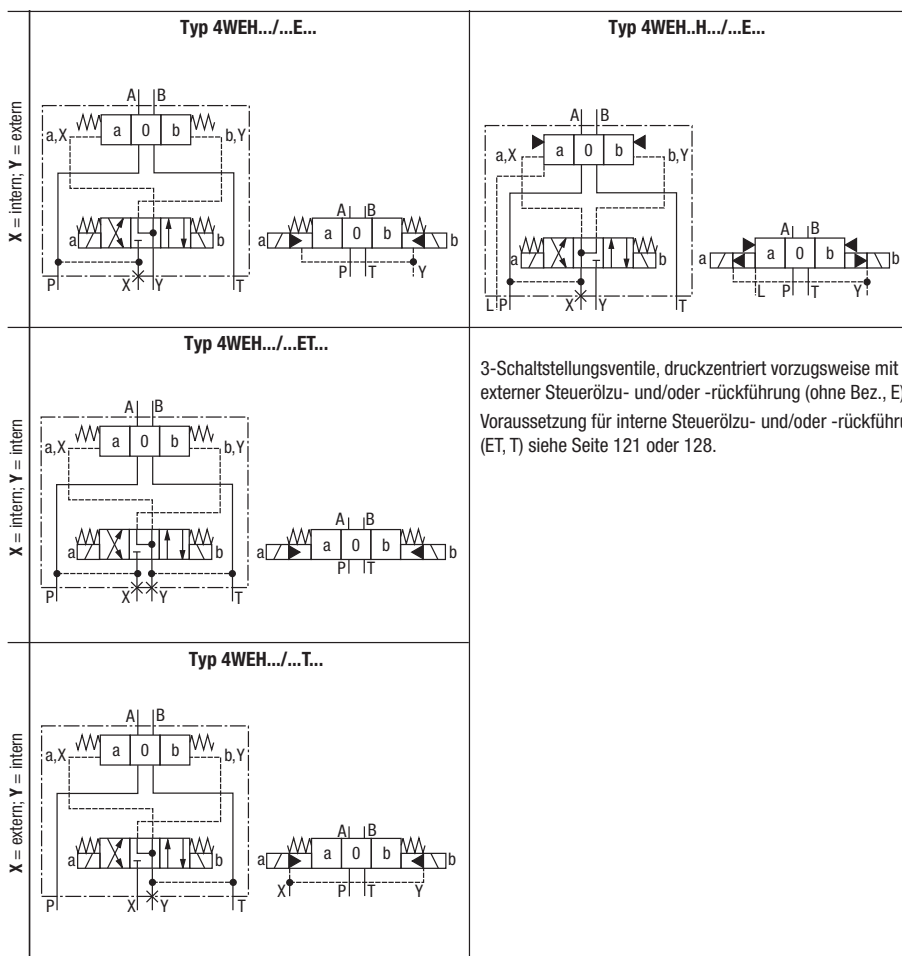 Typ 4WEH.../...E...
X = intern; Y = extern
A B
a,X a 0 b b,Y
a b
P X Y T
A B
a a 0 b b
P T Y
Typ 4WEH..H.../...E...
A B
a,X a 0 b b,Y
a b
L P X Y T
A B
a a 0 b b
L P T Y
Typ 4WEH.../...ET...
X = intern; Y = intern
A B
a,X a 0 b b,Y
a b
P X Y T
A B
a a 0 b b
P T
3-Schaltstellungsventile, druckzentriert vorzugsweise mit
externer Steuerölzu- und/oder -rückführung (ohne Bez., E)
Voraussetzung für interne Steuerölzu- und/oder -rückführu
(ET, T) siehe Seite 121 oder 128.
Typ 4WEH.../...T...
X = extern; Y = intern
A B
a,X a 0 b b,Y
a b
P X Y T
A B
a a 0 b b
X P T Y